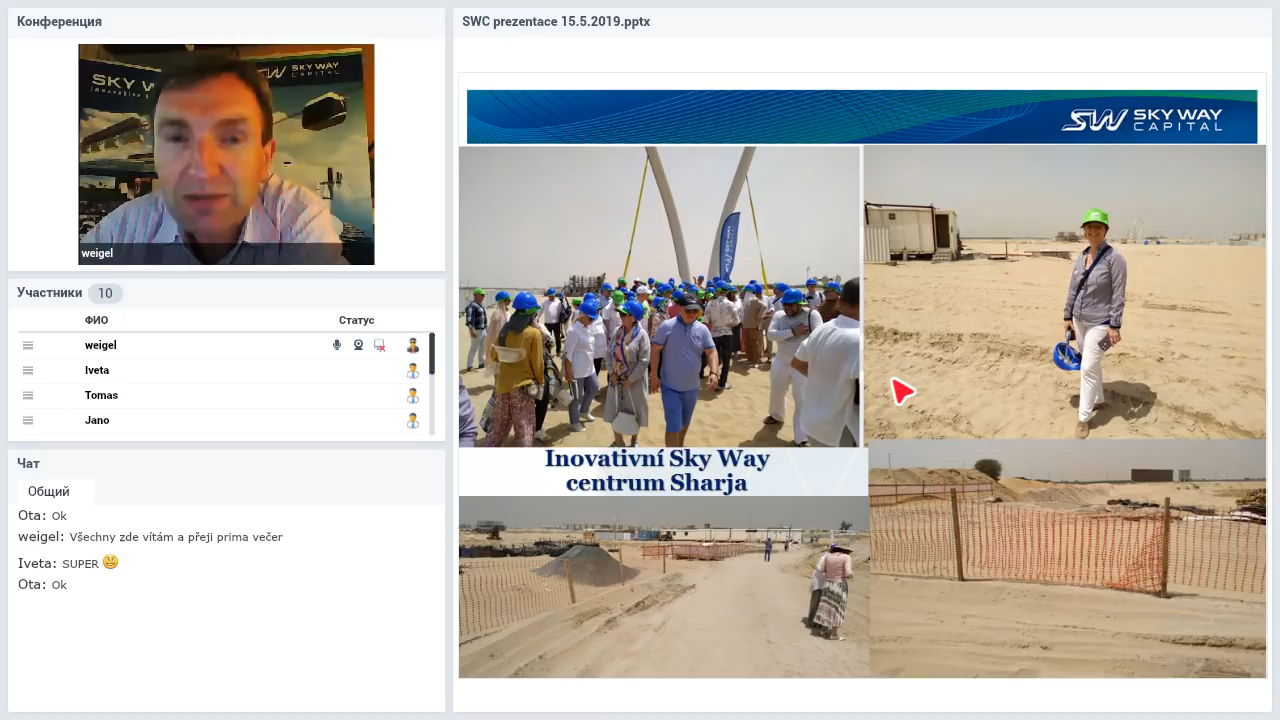 Конференция
SKY W
SKY WAY
CAPITAL
weigel
Участники 10
ФИО Статус
weigel
Iveta
Tomas
Jano
Чат
Общий
Ota: Ok
weigel: Všechny zde vítám a přeji prima večer
Iveta: SUPER
Ota: Ok
SWC prezentace 15.5.2019.pptx
SW SKY WAY
CAPITAL
Inovativní Sky Way
centrum Sharja